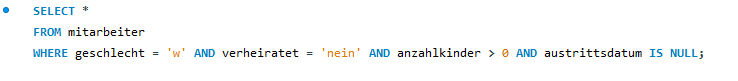 SELECT *
FROM mitarbeiter
WHERE geschlecht = 'w' AND verheiratet = 'nein' AND anzahlkinder > 0 AND austrittsdatum IS NULL;